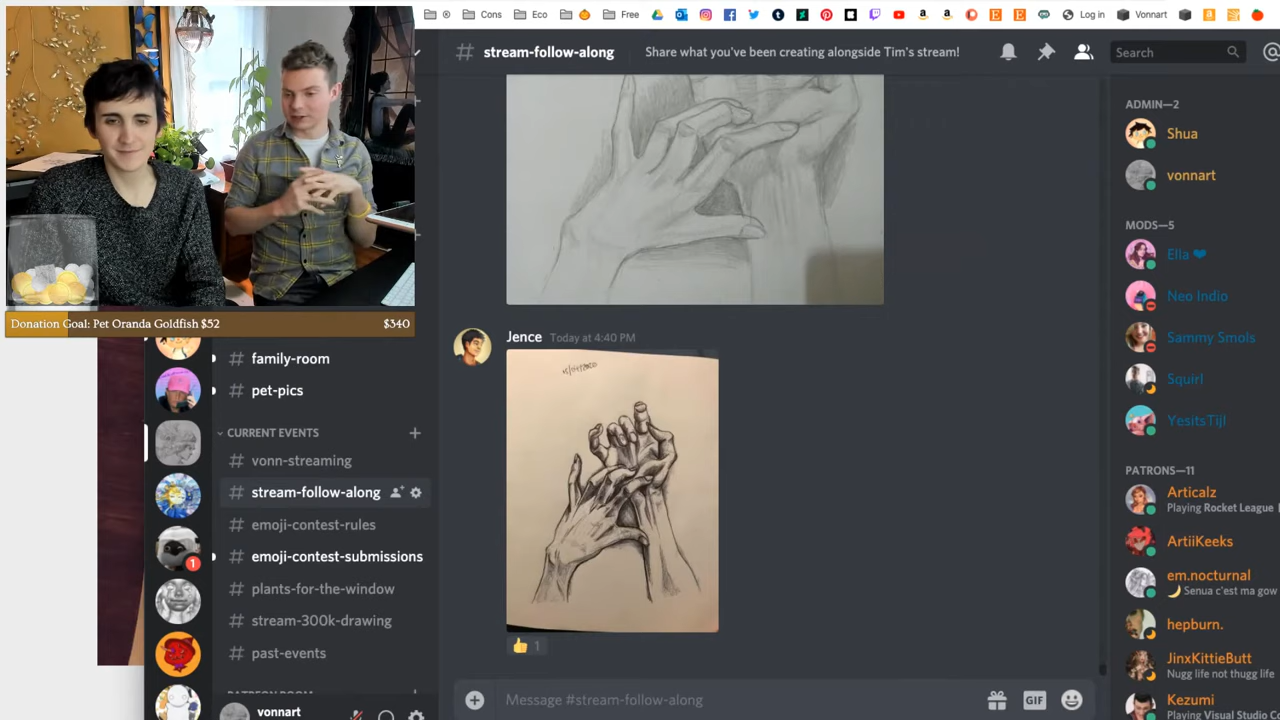 Cons
Eco
Free
Log in
Vonnart
stream-follow-along
Share what you've been creating alongside Tim's stream!
Search
Donation Goal: Pet Oranda Goldfish $52
$340
family-room
pet-pics
CURRENT EVENTS
vonn-streaming
stream-follow-along
emoji-contest-rules
emoji-contest-submissions
plants-for-the-window
stream-300k-drawing
past-events
1
vonnart
Jence Today at 4:40 PM
1
Message #stream-follow-along
GIF
ADMIN—2
Shua
vonnart
MODS—5
Ella
Neo Indio
Sammy Smols
Squirl
YesitsTijl
PATRONS—11
Articalz
Playing Rocket League
ArtiiKeeks
em.nocturnal
Senua c'est ma gow
hepburn.
JinxKittieButt
Nugg life not thugg life
Kezumi
Playing Visual Studio Co